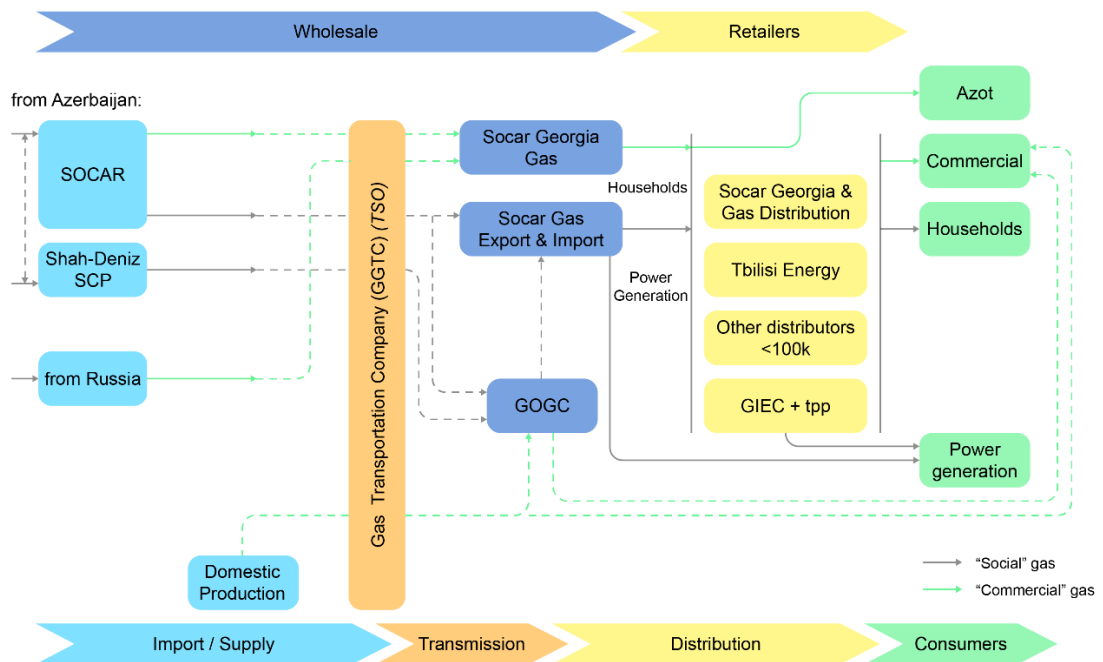 Wholesale
Retailers
from Azerbaijan:
SOCAR
Shah-Deniz
SCP
from Russia
Domestic
Production
Gas Transportation Company (GGTC) (TSO)
Socar Georgia
Gas
Socar Gas
Export & Import
GOGC
Households
Power
Generation
Socar Georgia &
Gas Distribution
Tbilisi Energy
Other distributors
<100k
GIEC + tpp
Azot
Commercial
Households
Power
generation
“Social” gas
“Commercial” gas
Import / Supply
Transmission
Distribution
Consumers